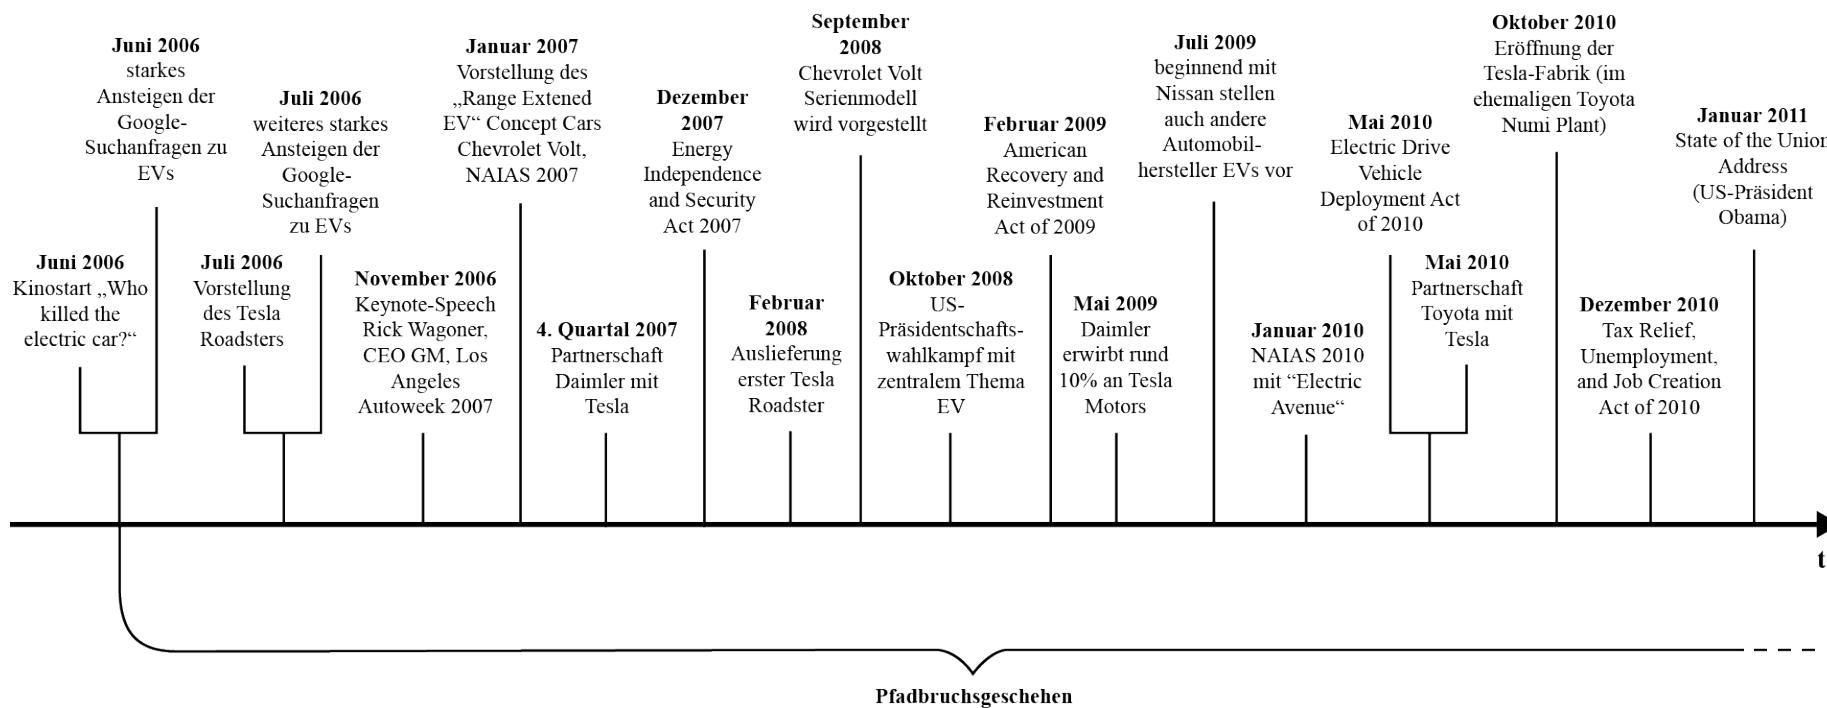 Juni 2006
starkes
Ansteigen der
Google-
Suchanfragen zu
EVs
Juni 2006
Kinostart „Who
killed the
electric car?“
Juli 2006
weiteres starkes
Ansteigen der
Google-
Suchanfragen
zu EVs
Juli 2006
Vorstellung
des Tesla
Roadsters
November 2006
Keynote-Speech
Rick Wagoner,
CEO GM, Los
Angeles
Autoweek 2007
Januar 2007
Vorstellung des
„Range Extened
EV“ Concept Cars
Chevrolet Volt,
NAIAS 2007
4. Quartal 2007
Partnerschaft
Daimler mit
Tesla
Dezember
2007
Energy
Independence
and Security
Act 2007
Februar
2008
Auslieferung
erster Tesla
Roadster
September
2008
Chevrolet Volt
Serienmodell
wird vorgestellt
Oktober 2008
US-
Präsidentschafts-
wahlkampf mit
zentralem Thema
EV
Februar 2009
American
Recovery and
Reinvestment
Act of 2009
Mai 2009
Daimler
erwirbt rund
10% an Tesla
Motors
Juli 2009
beginnend mit
Nissan stellen
auch andere
Automobil-
hersteller EVs vor
Januar 2010
NAIAS 2010
mit “Electric
Avenue“
Mai 2010
Electric Drive
Vehicle
Deployment Act
of 2010
Mai 2010
Partnerschaft
Toyota mit
Tesla
Oktober 2010
Eröffnung der
Tesla-Fabrik (im
ehemaligen Toyota
Numi Plant)
Dezember 2010
Tax Relief,
Unemployment,
and Job Creation
Act of 2010
Januar 2011
State of the Union
Address
(US-Präsident
Obama)
t
Pfadbruchsgeschehen